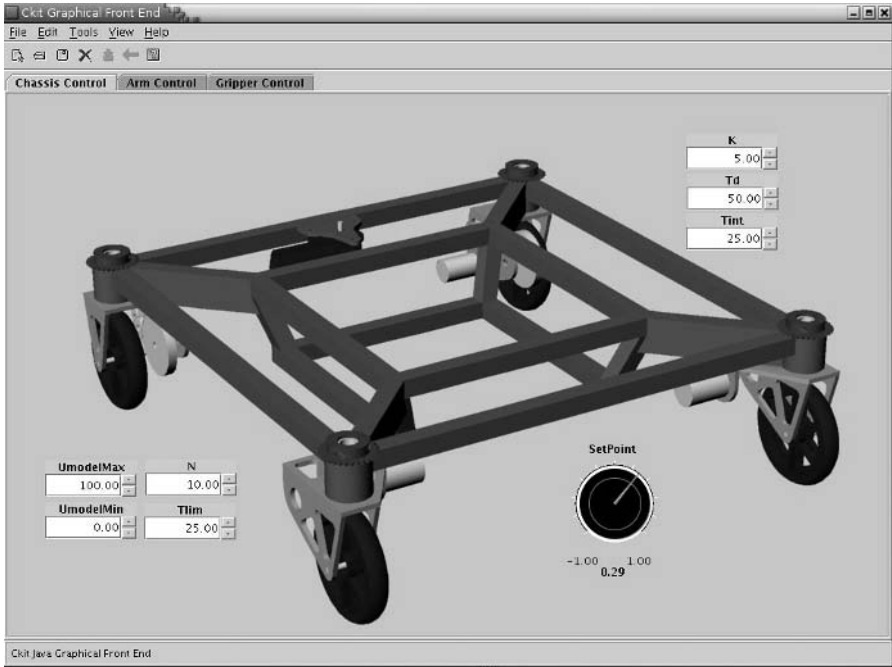 Ckit Graphical Front End
File Edit Tools View Help
Chassis Control Arm Control Gripper Control
K
5.00
Td
50.00
Tint
25.00
UmodelMax N
100.00 10.00
UmodelMin Tlim
0.00 25.00
SetPoint
-1.00 1.00
0.29
Ckit Java Graphical Front End